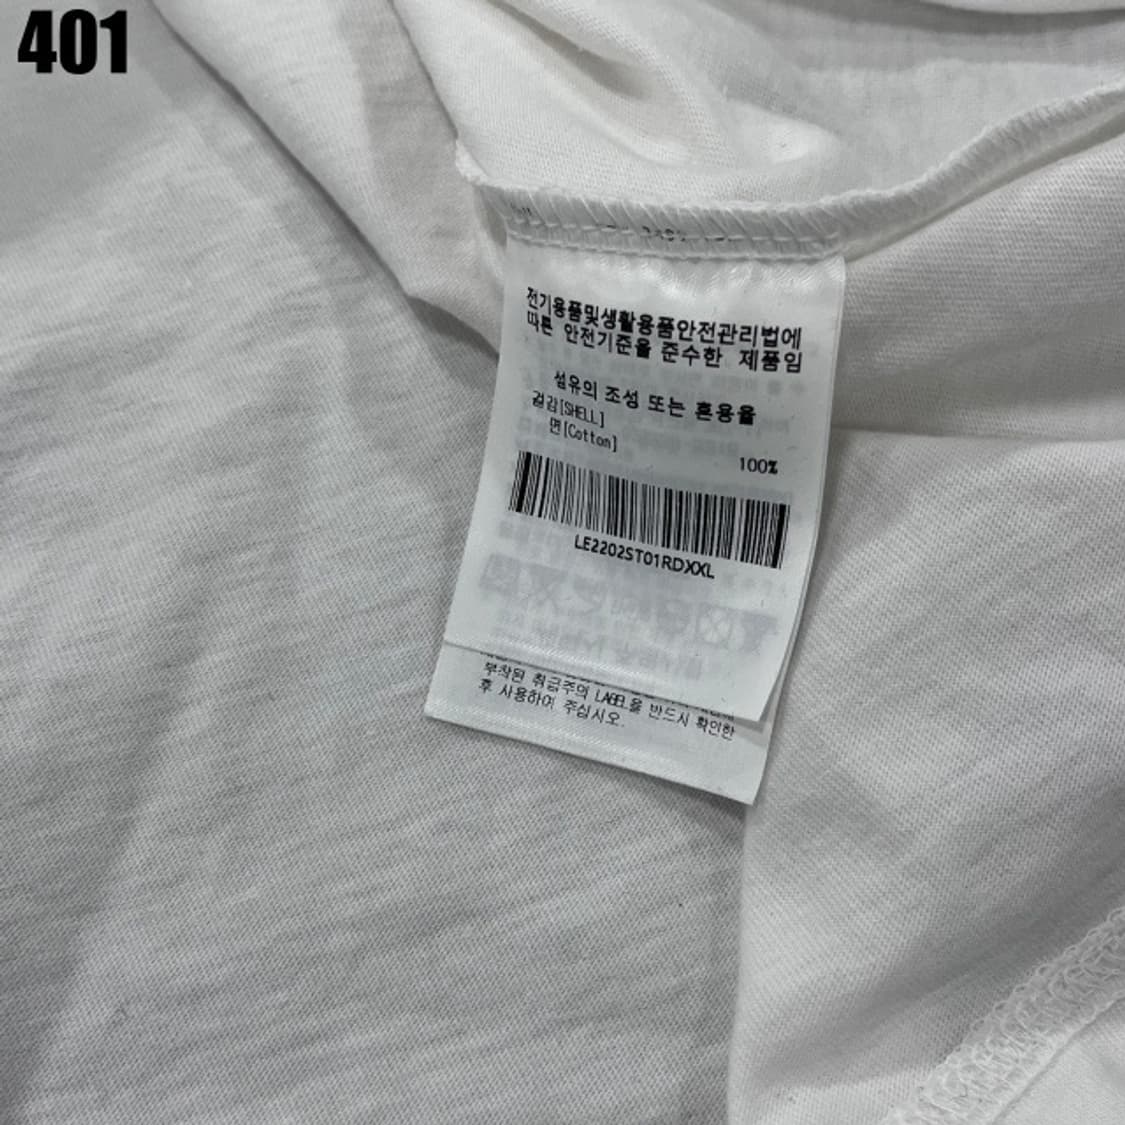 401
전기용품및생활용품안전관리법에
따른 안전기준을 준수한 제품임
섬유의 조성 또는 혼용율
겉감[SHELL]
면[Cotton]
100%
LE2202ST01RDXXL
부착된 취급주의 LABEL을 반드시 확인한
후 사용하여 주십시오.